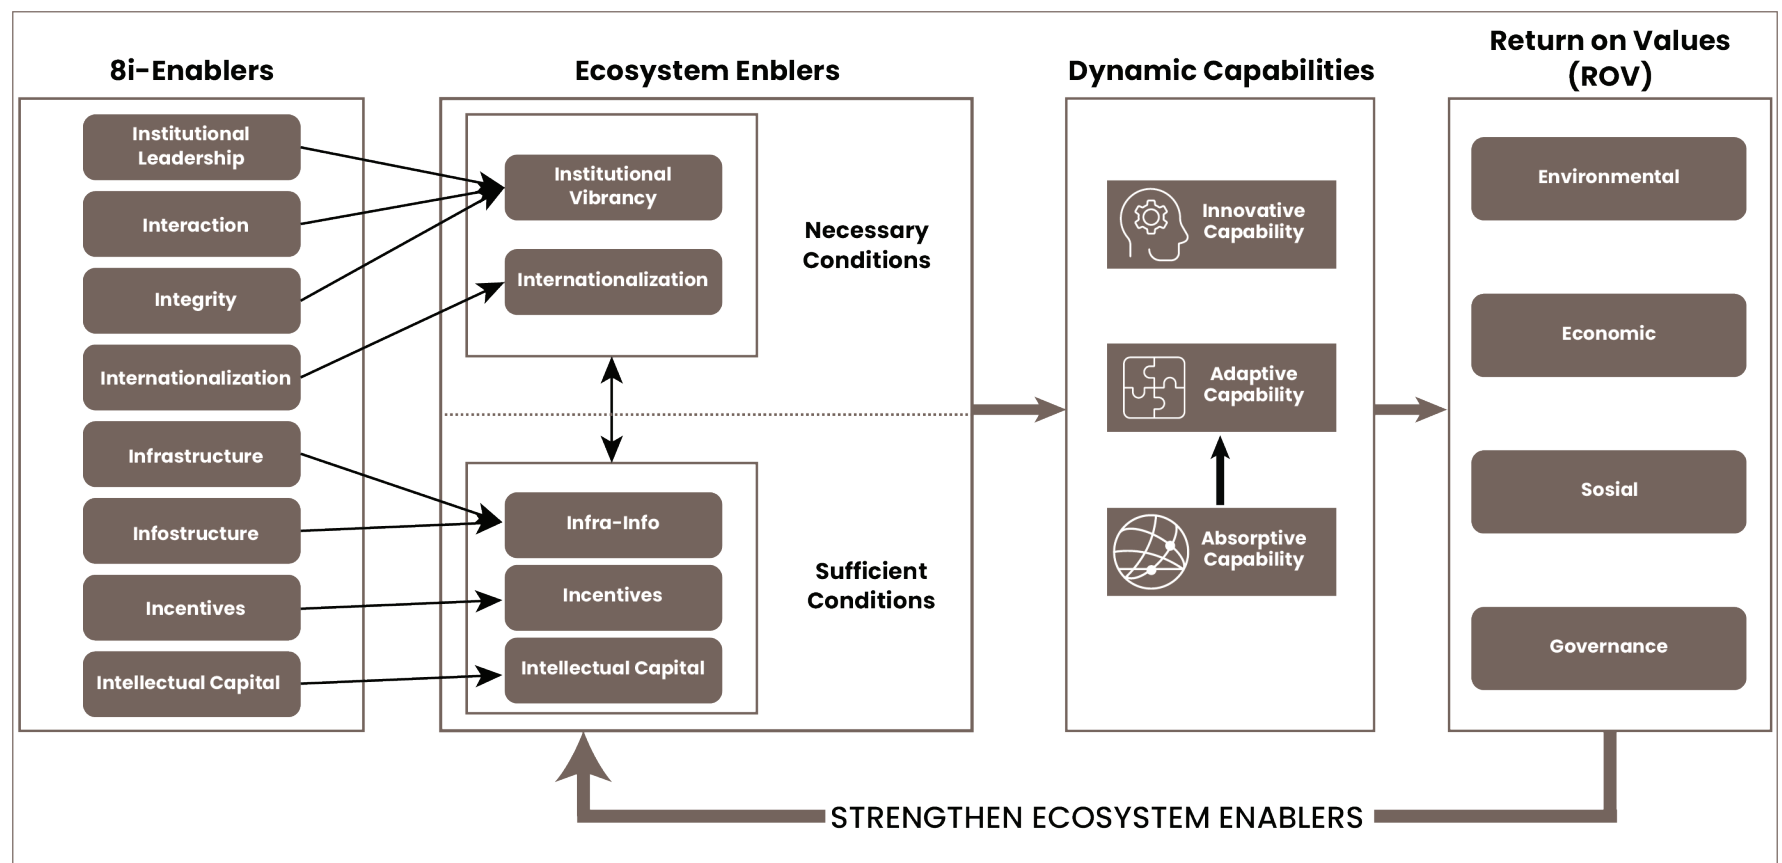 8i-Enablers
Institutional
Leadership
Interaction
Integrity
Internationalization
Infrastructure
Infostructure
Incentives
Intellectual Capital
Ecosystem Enblers
Institutional
Vibrancy
Internationalization
Necessary
Conditions
Infra-Info
Incentives
Intellectual Capital
Sufficient
Conditions
Dynamic Capabilities
Innovative
Capability
Adaptive
Capability
Absorptive
Capability
Return on Values
(ROV)
Environmental
Economic
Sosial
Governance
STRENGTHEN ECOSYSTEM ENABLERS